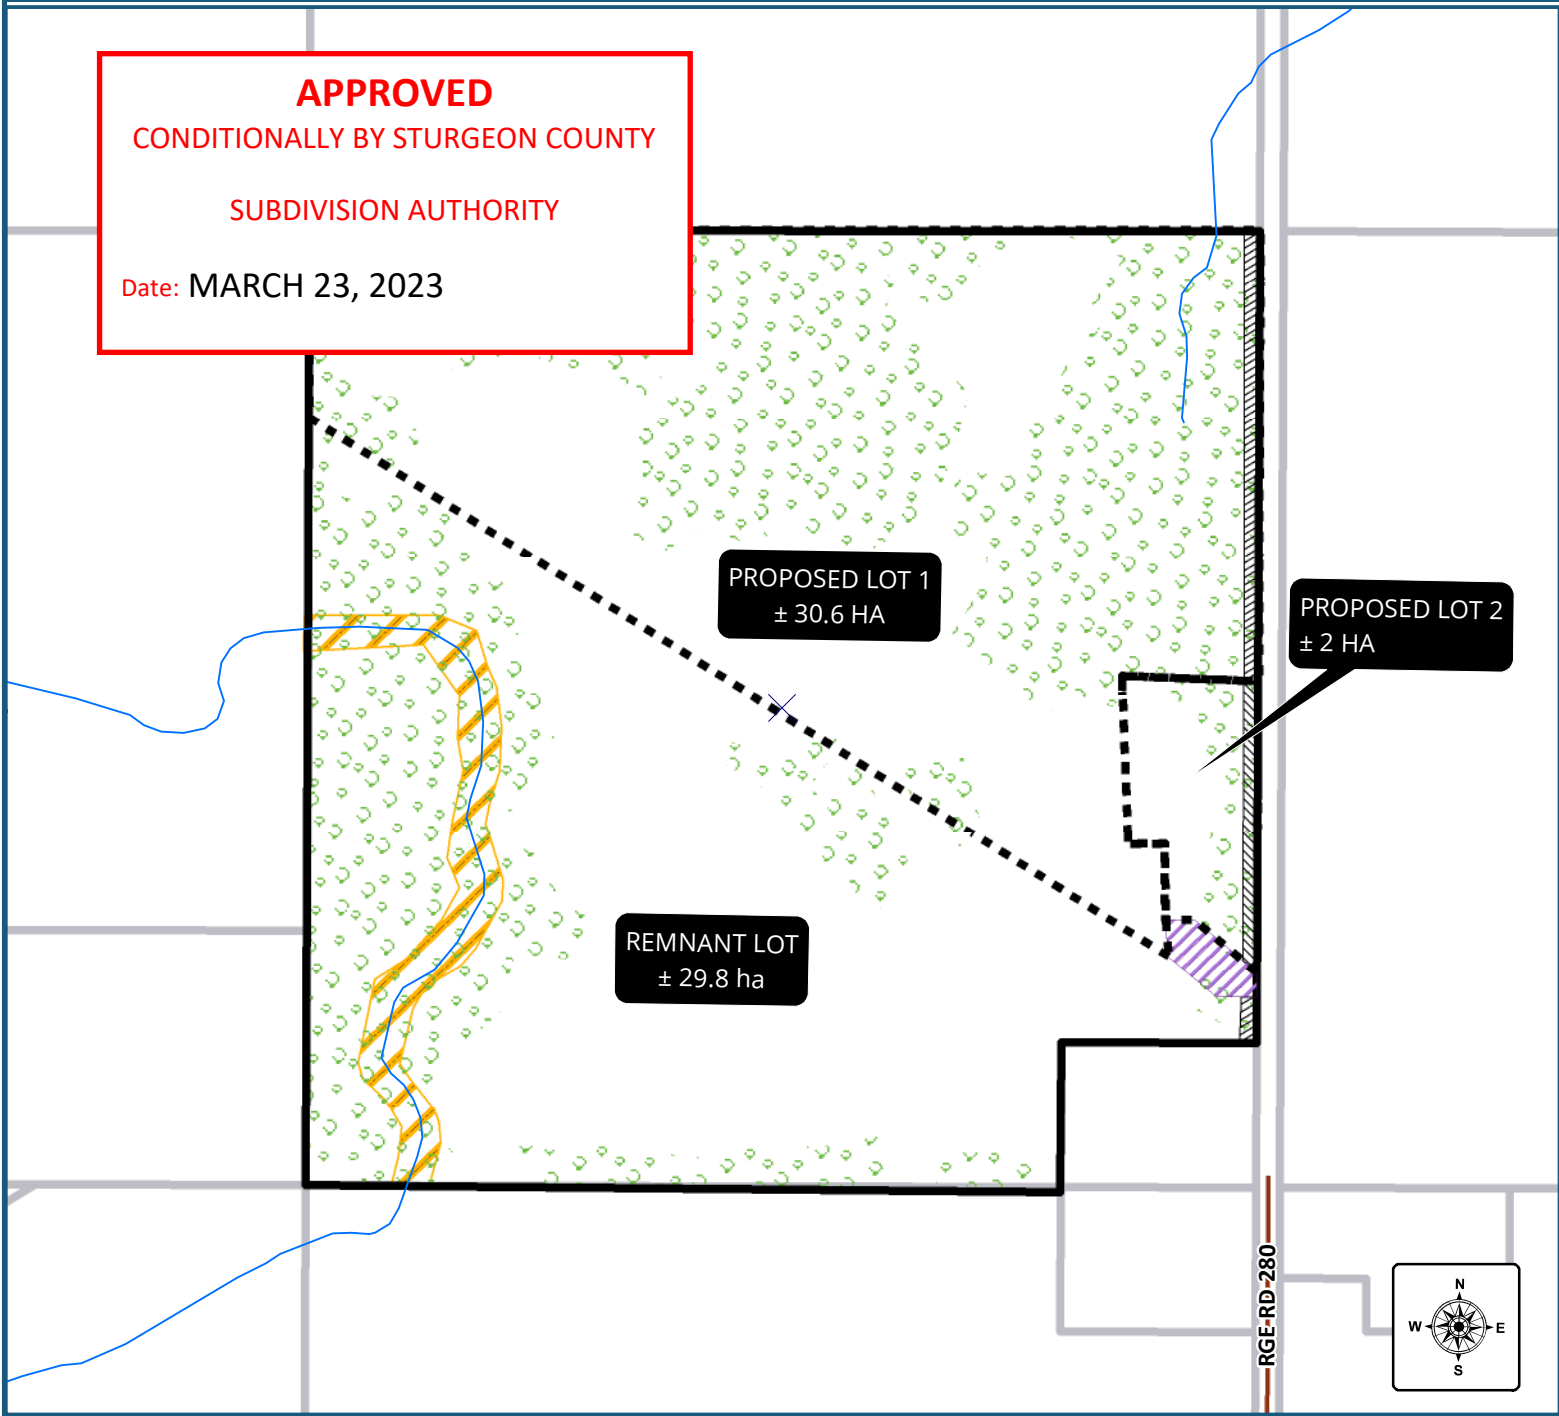 APPROVED
CONDITIONALLY BY STURGEON COUNTY
SUBDIVISION AUTHORITY
Date: MARCH 23, 2023
PROPOSED LOT 1
± 30.6 HA
PROPOSED LOT 2
± 2 HA
REMNANT LOT
± 29.8 ha
RGE RD 280
N
W E
S